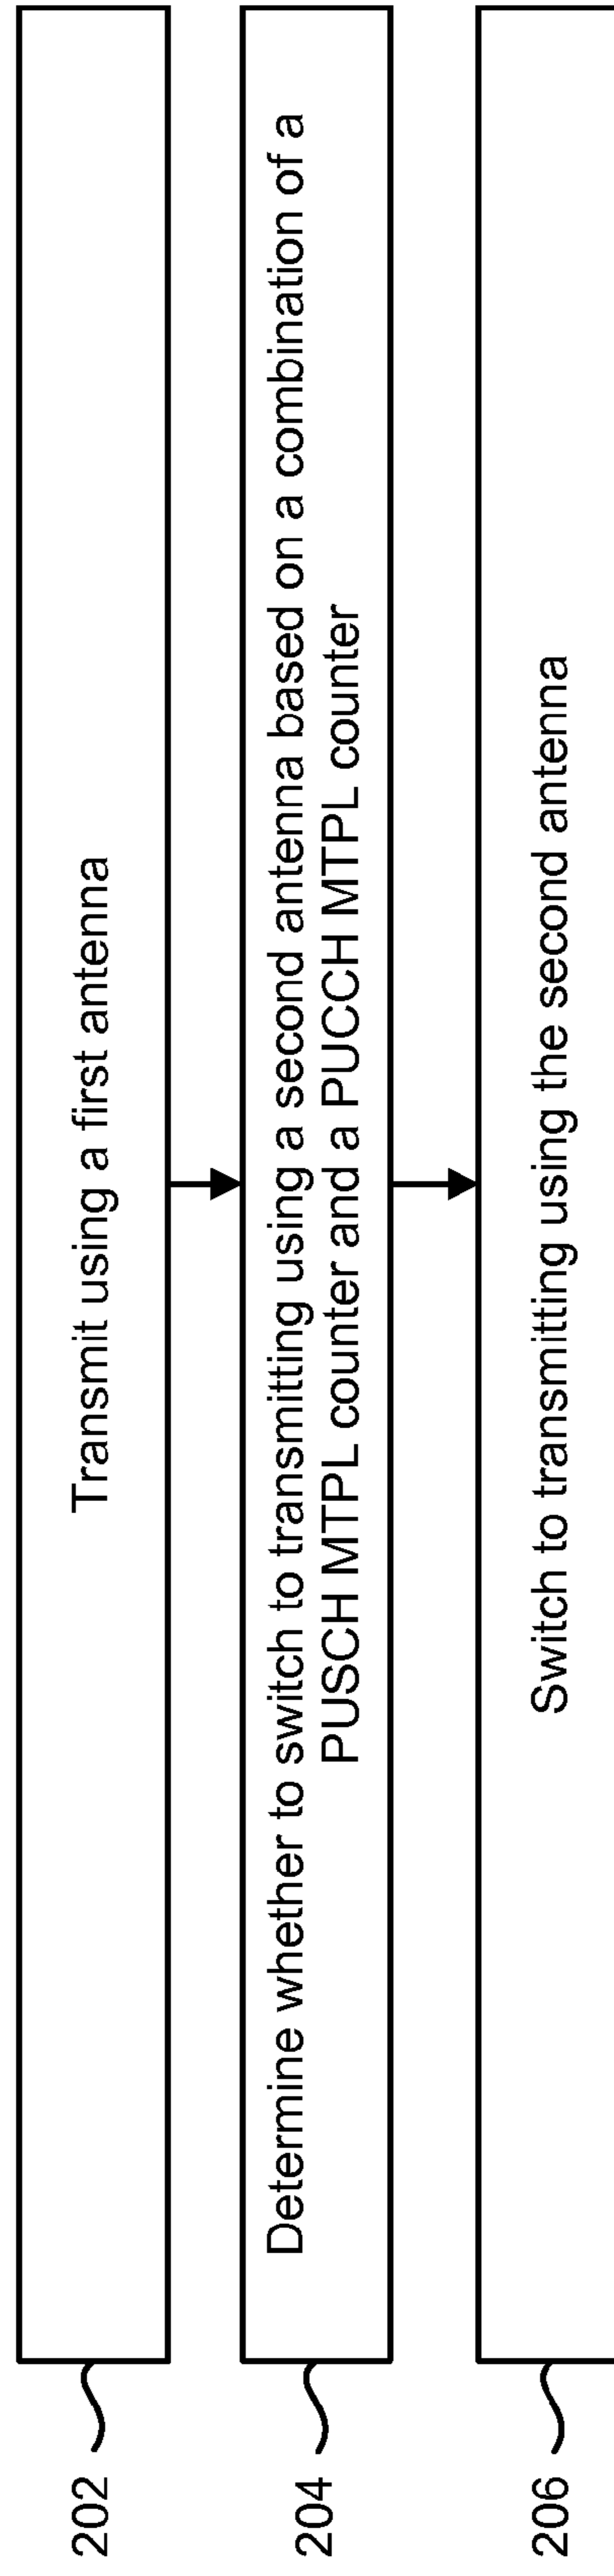 202
Transmit using a first antenna
204
Determine whether to switch to transmitting using a second antenna based on a combination of a
PUSCH MTPL counter and a PUCCH MTPL counter
206
Switch to transmitting using the second antenna